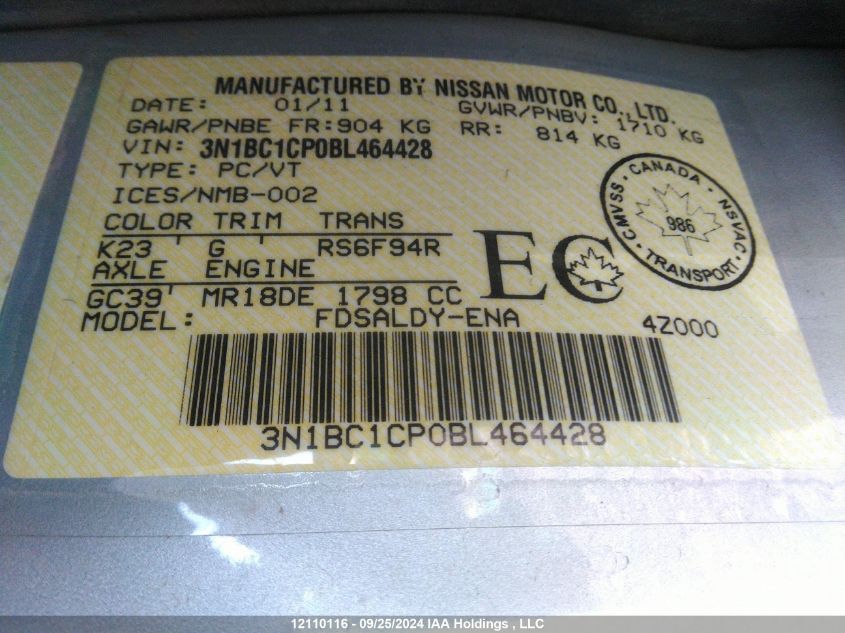 MANUFACTURED BY NISSAN MOTOR CO., LTD.
DATE: 01/11 GVWR/PNBV: 1710 KG
GAWR/PNBE FR:904 KG RR: 814 KG
VIN: 3N1BC1CP0BL464428
TYPE: PC/VT
ICES/NMB-002
COLOR TRIM TRANS
K23 ' G ' RS6F94R
AXLE ENGINE
GC39' MR18DE 1798 CC
MODEL: FDSALDY-ENA 4Z000
EC
CANADA · NSVAC · TRANSPORT · CMVSS ·
986
3N1BC1CP0BL464428
12110116 - 09/25/2024 IAA Holdings , LLC